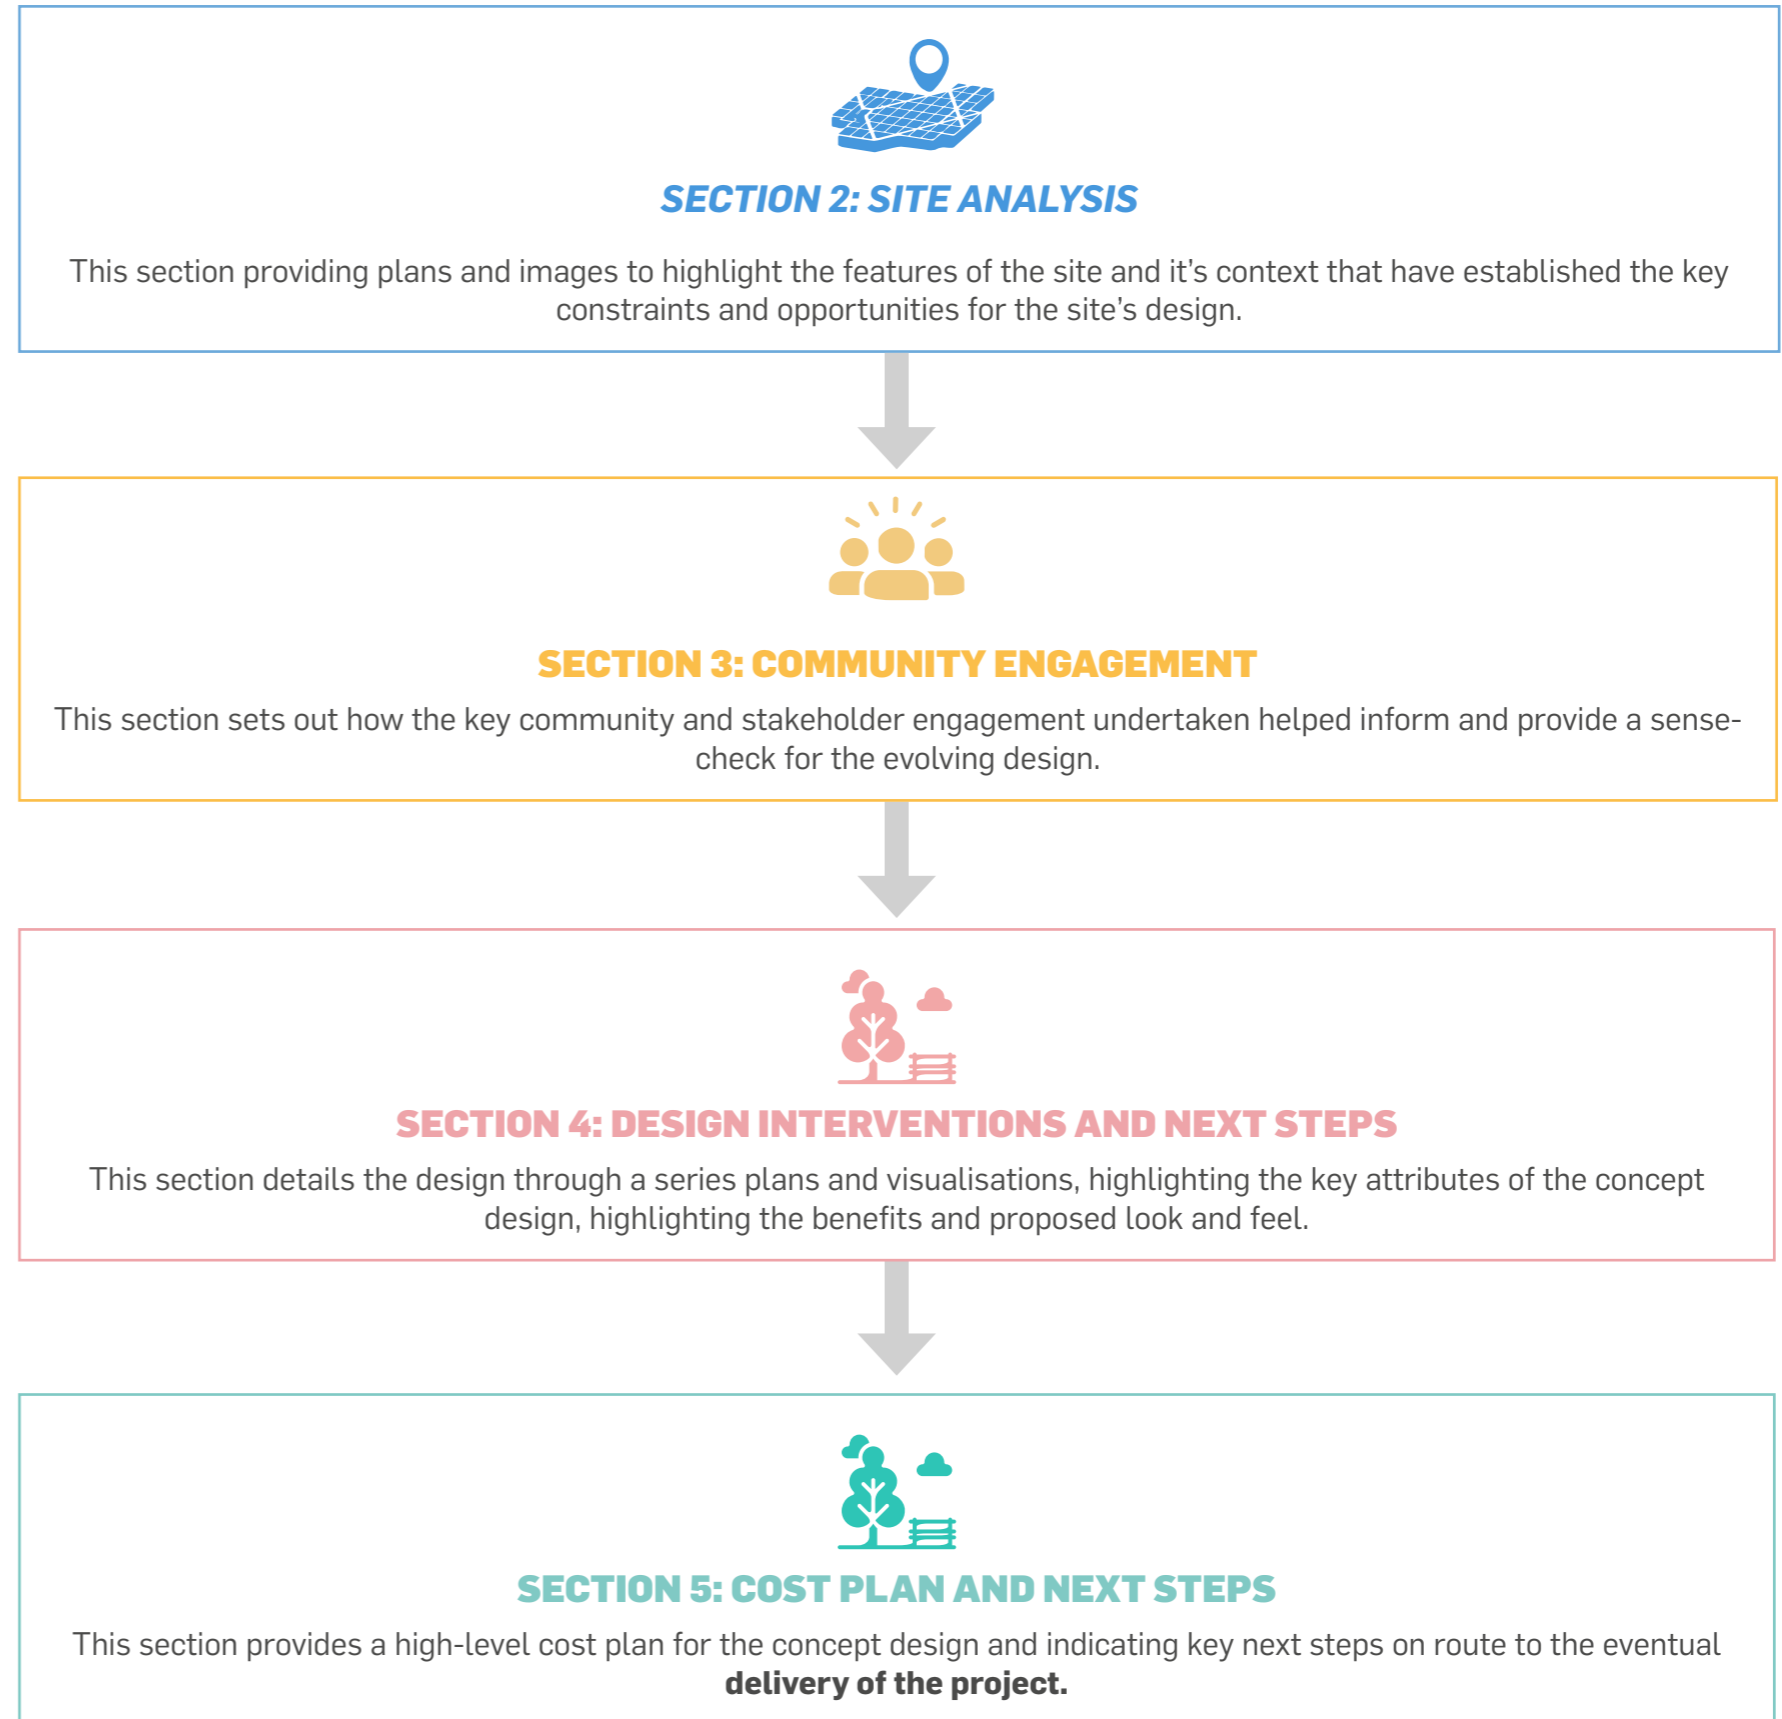 SECTION 2: SITE ANALYSIS
This section providing plans and images to highlight the features of the site and it's context that have established the key
constraints and opportunities for the site's design.
SECTION 3: COMMUNITY ENGAGEMENT
This section sets out how the key community and stakeholder engagement undertaken helped inform and provide a sense-
check for the evolving design.
SECTION 4: DESIGN INTERVENTIONS AND NEXT STEPS
This section details the design through a series plans and visualisations, highlighting the key attributes of the concept
design, highlighting the benefits and proposed look and feel.
SECTION 5: COST PLAN AND NEXT STEPS
This section provides a high-level cost plan for the concept design and indicating key next steps on route to the eventual
delivery of the project.